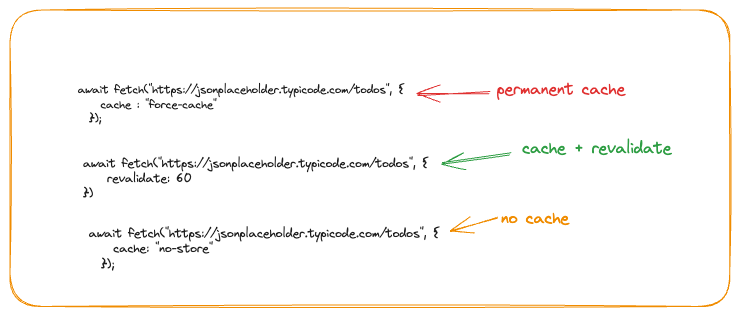 await fetch("https://jsonplaceholder.typicode.com/todos", {
cache : "force-cache"
});
permanent cache
await fetch("https://jsonplaceholder.typicode.com/todos", {
revalidate: 60
})
cache + revalidate
await fetch("https://jsonplaceholder.typicode.com/todos", {
cache: "no-store"
});
no cache